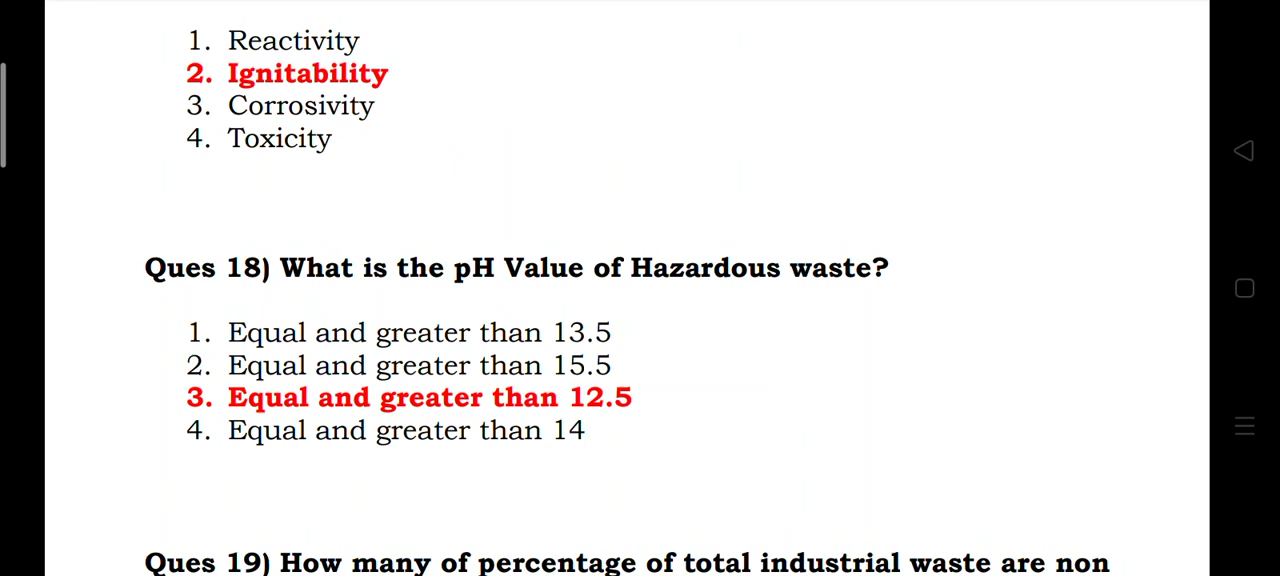 1. Reactivity
2. Ignitability
3. Corrosivity
4. Toxicity
Ques 18) What is the pH Value of Hazardous waste?
1. Equal and greater than 13.5
2. Equal and greater than 15.5
3. Equal and greater than 12.5
4. Equal and greater than 14
Ques 19) How many of percentage of total industrial waste are non